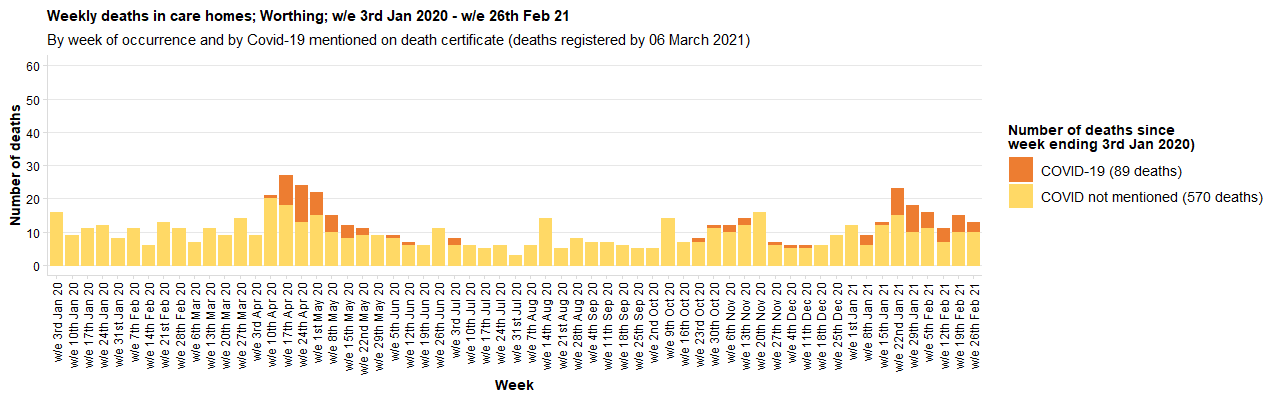 Weekly deaths in care homes; Worthing; w/e 3rd Jan 2020 - w/e 26th Feb 21
By week of occurrence and by Covid-19 mentioned on death certificate (deaths registered by 06 March 2021)
Number of deaths
60
50
40
30
20
10
0
w/e 3rd Jan 20
w/e 10th Jan 20
w/e 17th Jan 20
w/e 24th Jan 20
w/e 31st Jan 20
w/e 7th Feb 20
w/e 14th Feb 20
w/e 21st Feb 20
w/e 28th Feb 20
w/e 6th Mar 20
w/e 13th Mar 20
w/e 20th Mar 20
w/e 27th Mar 20
w/e 3rd Apr 20
w/e 10th Apr 20
w/e 17th Apr 20
w/e 24th Apr 20
w/e 1st May 20
w/e 8th May 20
w/e 15th May 20
w/e 22nd May 20
w/e 29th May 20
w/e 5th Jun 20
w/e 12th Jun 20
w/e 19th Jun 20
w/e 26th Jun 20
w/e 3rd Jul 20
w/e 10th Jul 20
w/e 17th Jul 20
w/e 24th Jul 20
w/e 31st Jul 20
w/e 7th Aug 20
w/e 14th Aug 20
w/e 21st Aug 20
w/e 28th Aug 20
w/e 4th Sep 20
w/e 11th Sep 20
w/e 18th Sep 20
w/e 25th Sep 20
w/e 2nd Oct 20
w/e 9th Oct 20
w/e 16th Oct 20
w/e 23rd Oct 20
w/e 30th Oct 20
w/e 6th Nov 20
w/e 13th Nov 20
w/e 20th Nov 20
w/e 27th Nov 20
w/e 4th Dec 20
w/e 11th Dec 20
w/e 18th Dec 20
w/e 25th Dec 20
w/e 1st Jan 21
w/e 8th Jan 21
w/e 15th Jan 21
w/e 22nd Jan 21
w/e 29th Jan 21
w/e 5th Feb 21
w/e 12th Feb 21
w/e 19th Feb 21
w/e 26th Feb 21
Week
Number of deaths since
week ending 3rd Jan 2020)
COVID-19 (89 deaths)
COVID not mentioned (570 deaths)